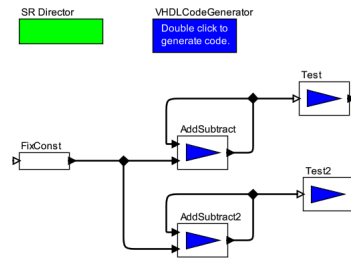 SR Director
VHDLCodeGenerator
Double click to
generate code.
Test
AddSubtract
FixConst
Test2
AddSubtract2